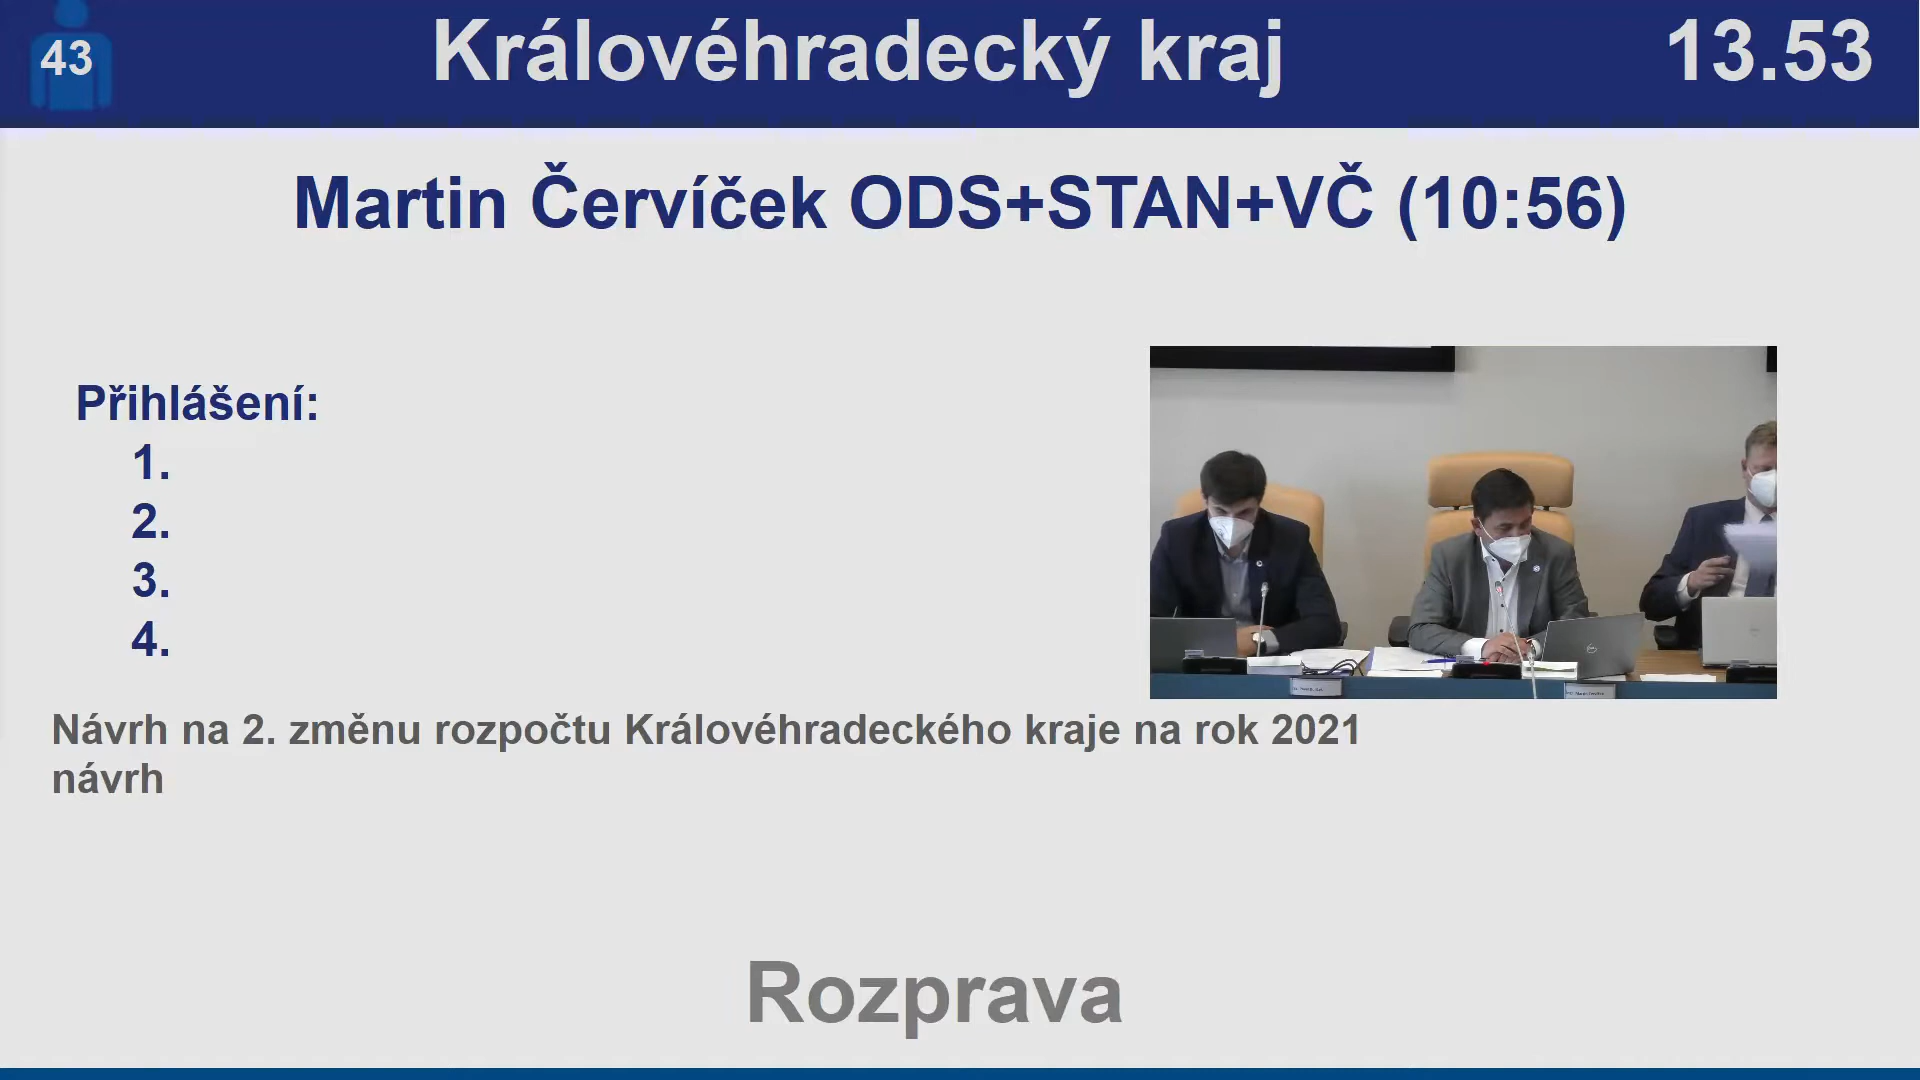 43
Královéhradecký kraj
13.53
Martin Červíček ODS+STAN+VČ (10:56)
Přihlášení:
1.
2.
3.
4.
Návrh na 2. změnu rozpočtu Královéhradeckého kraje na rok 2021
návrh
Rozprava